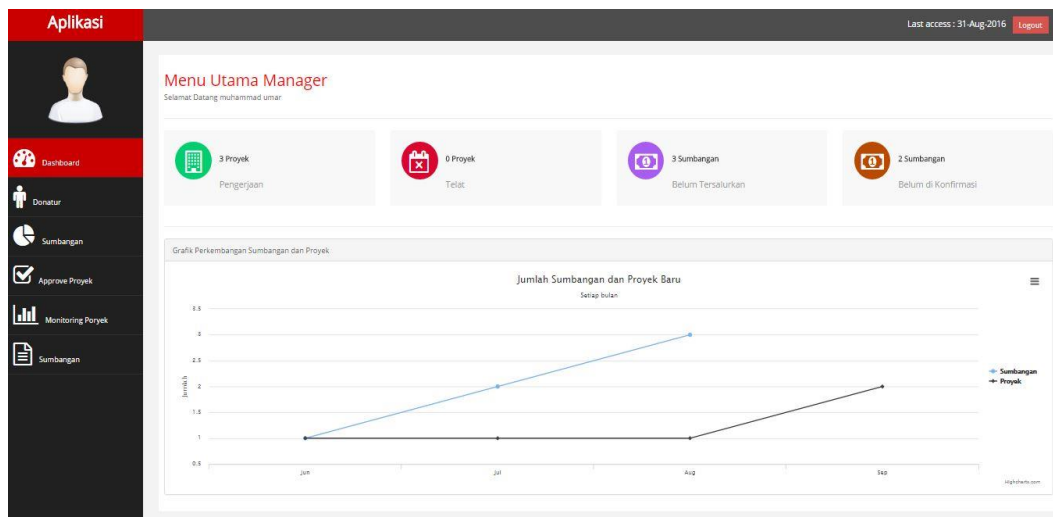 Aplikasi
Last access : 31-Aug-2016
Logout
Dashboard
Donatur
Sumbangan
Approve Proyek
Monitoring Poryek
Sumbangan
Menu Utama Manager
Selamat Datang muhammad umar
3 Proyek
Pengerjaan
0 Proyek
Telat
3 Sumbangan
Belum Tersalurkan
2 Sumbangan
Belum di Konfirmasi
Grafik Perkembangan Sumbangan dan Proyek
Jumlah Sumbangan dan Proyek Baru
Setiap bulan
Jumlah
3.5
3
2.5
2
1.5
1
0.5
Jun
Jul
Aug
Sep
Sumbangan
Proyek
Highcharts.com